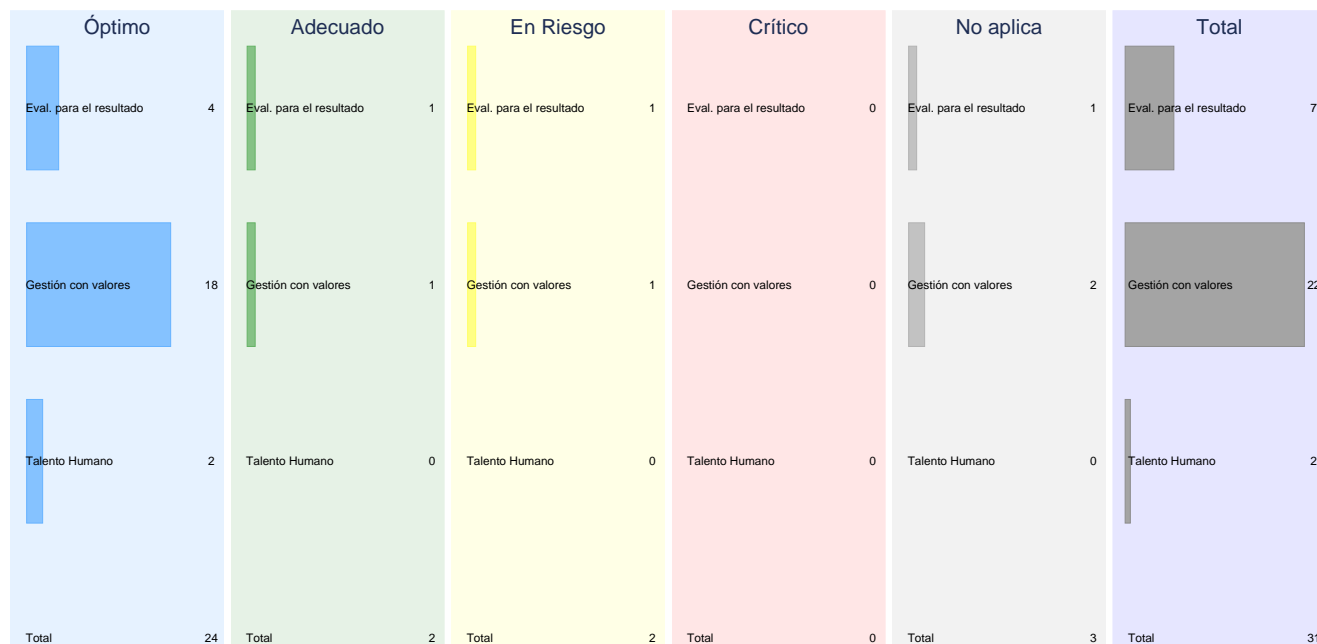 Óptimo Adecuado En Riesgo Crítico No aplica Total
Eval. para el resultado 4 Eval. para el resultado 1 Eval. para el resultado 1 Eval. para el resultado 0 Eval. para el resultado 1 Eval. para el resultado 7
Gestión con valores 18 Gestión con valores 1 Gestión con valores 1 Gestión con valores 0 Gestión con valores 2 Gestión con valores 22
Talento Humano 2 Talento Humano 0 Talento Humano 0 Talento Humano 0 Talento Humano 0 Talento Humano 2
Total 24 Total 2 Total 2 Total 0 Total 3 Total 31